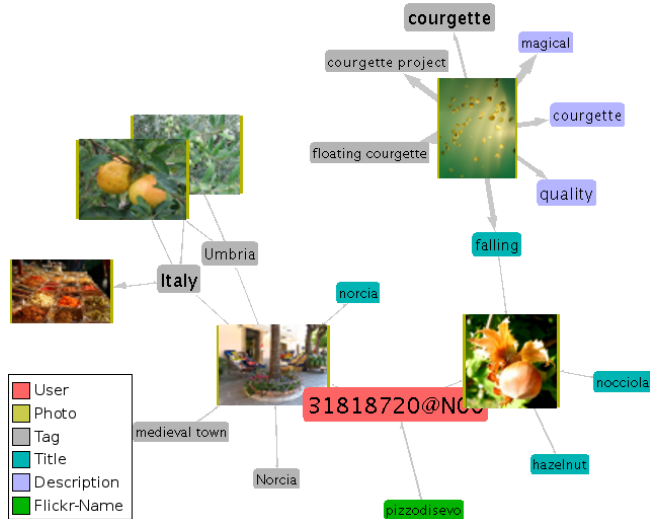 courgette
magical
courgette project
courgette
floating courgette
quality
Umbria
falling
Italy
norcia
31818720@N00
nocciola
medieval town
hazelnut
Norcia
pizzodisevo
User
Photo
Tag
Title
Description
Flickr-Name